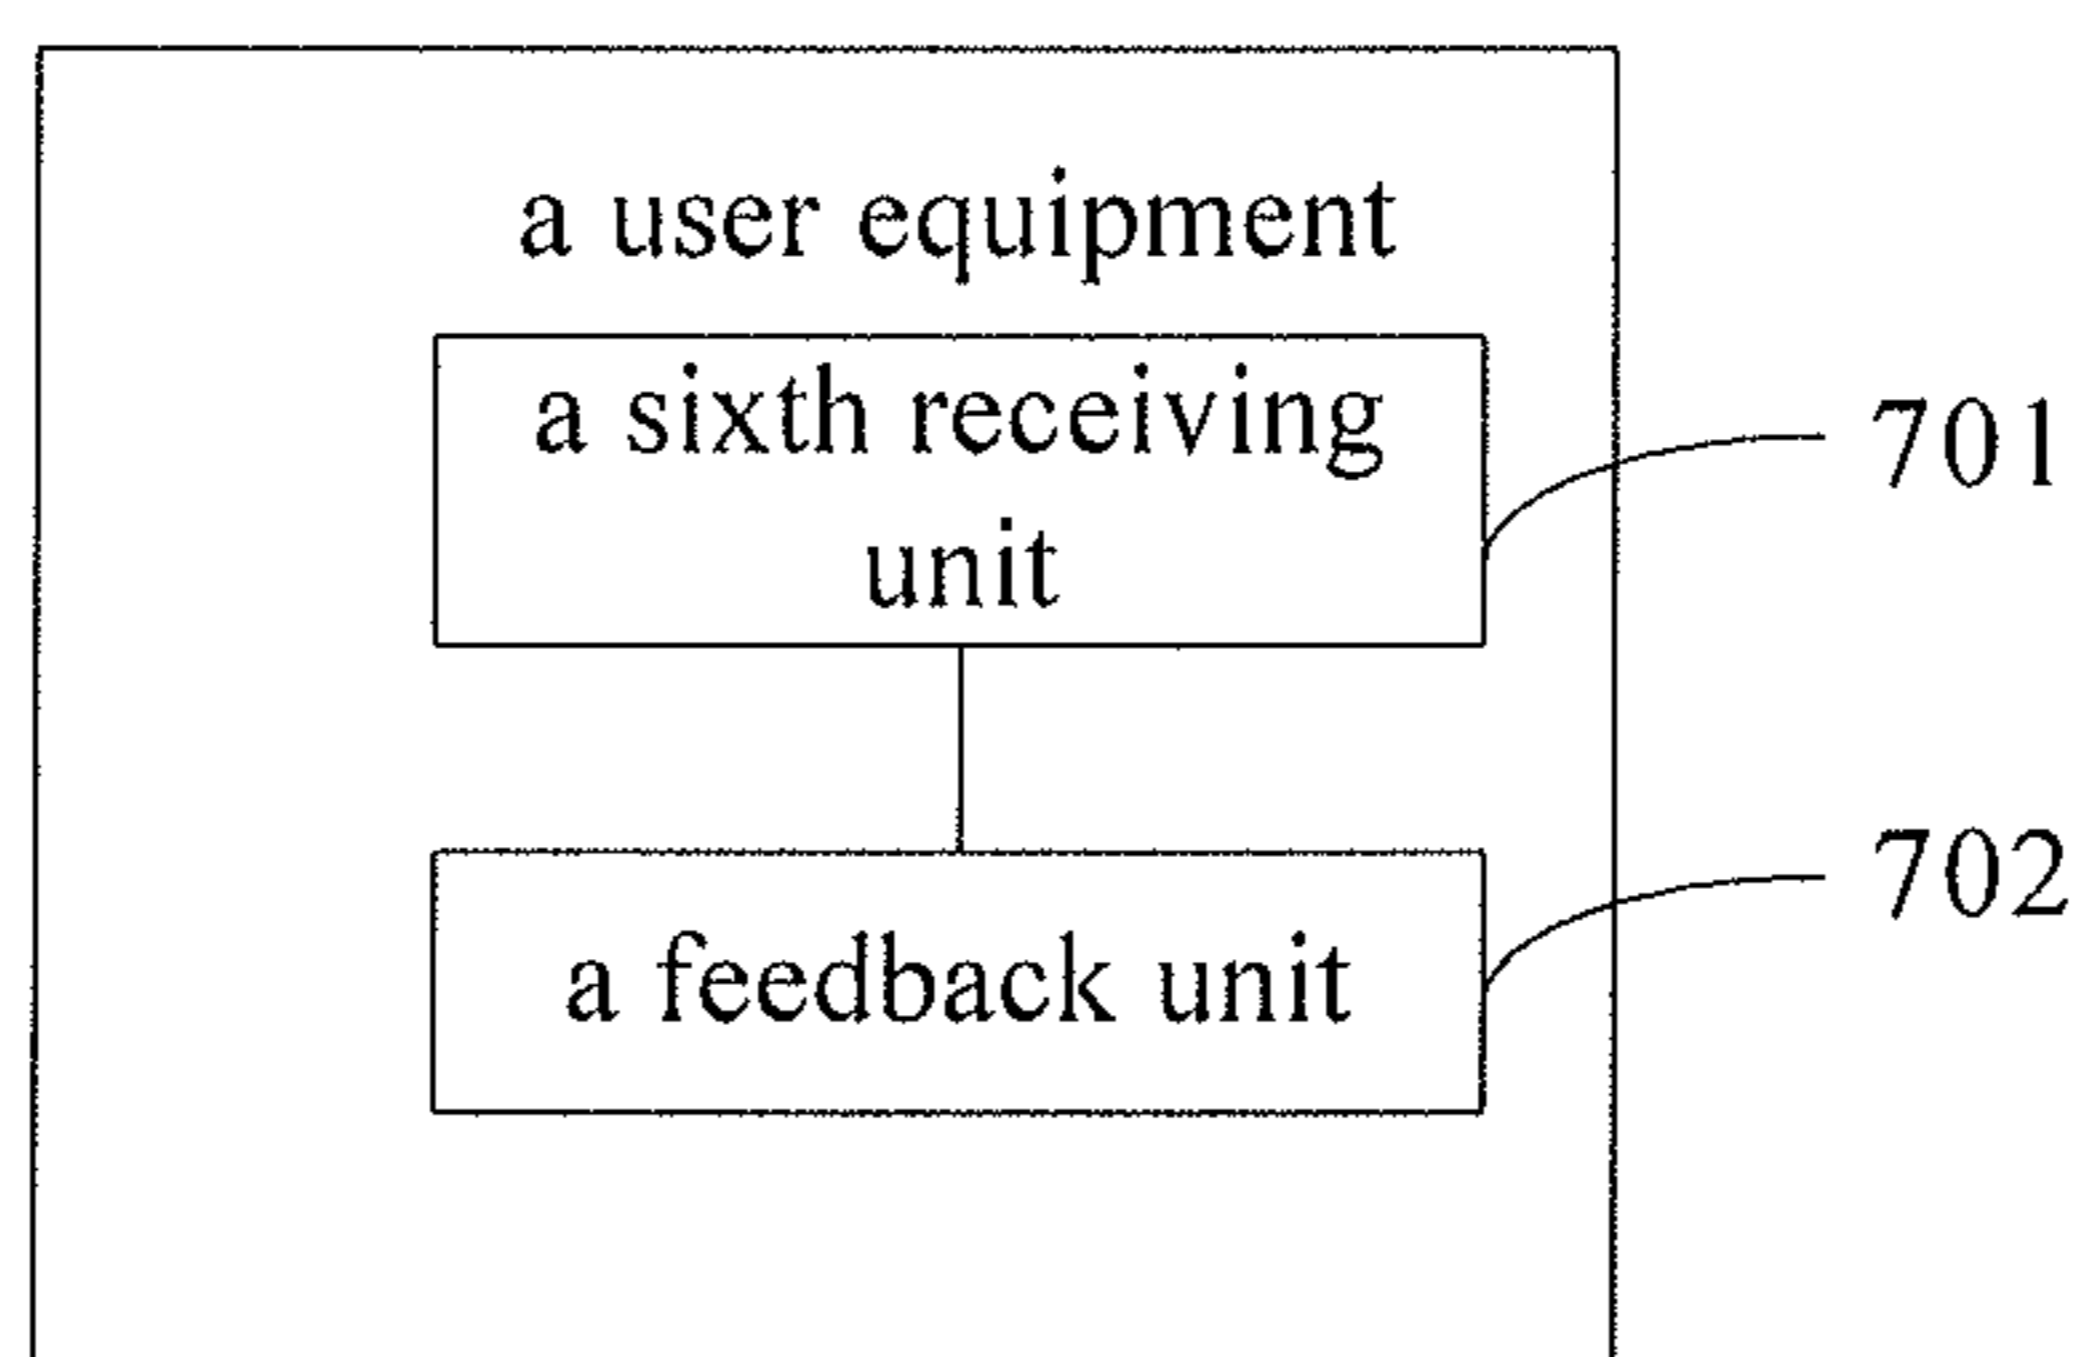 a user equipment
a sixth receiving
unit
701
a feedback unit
702